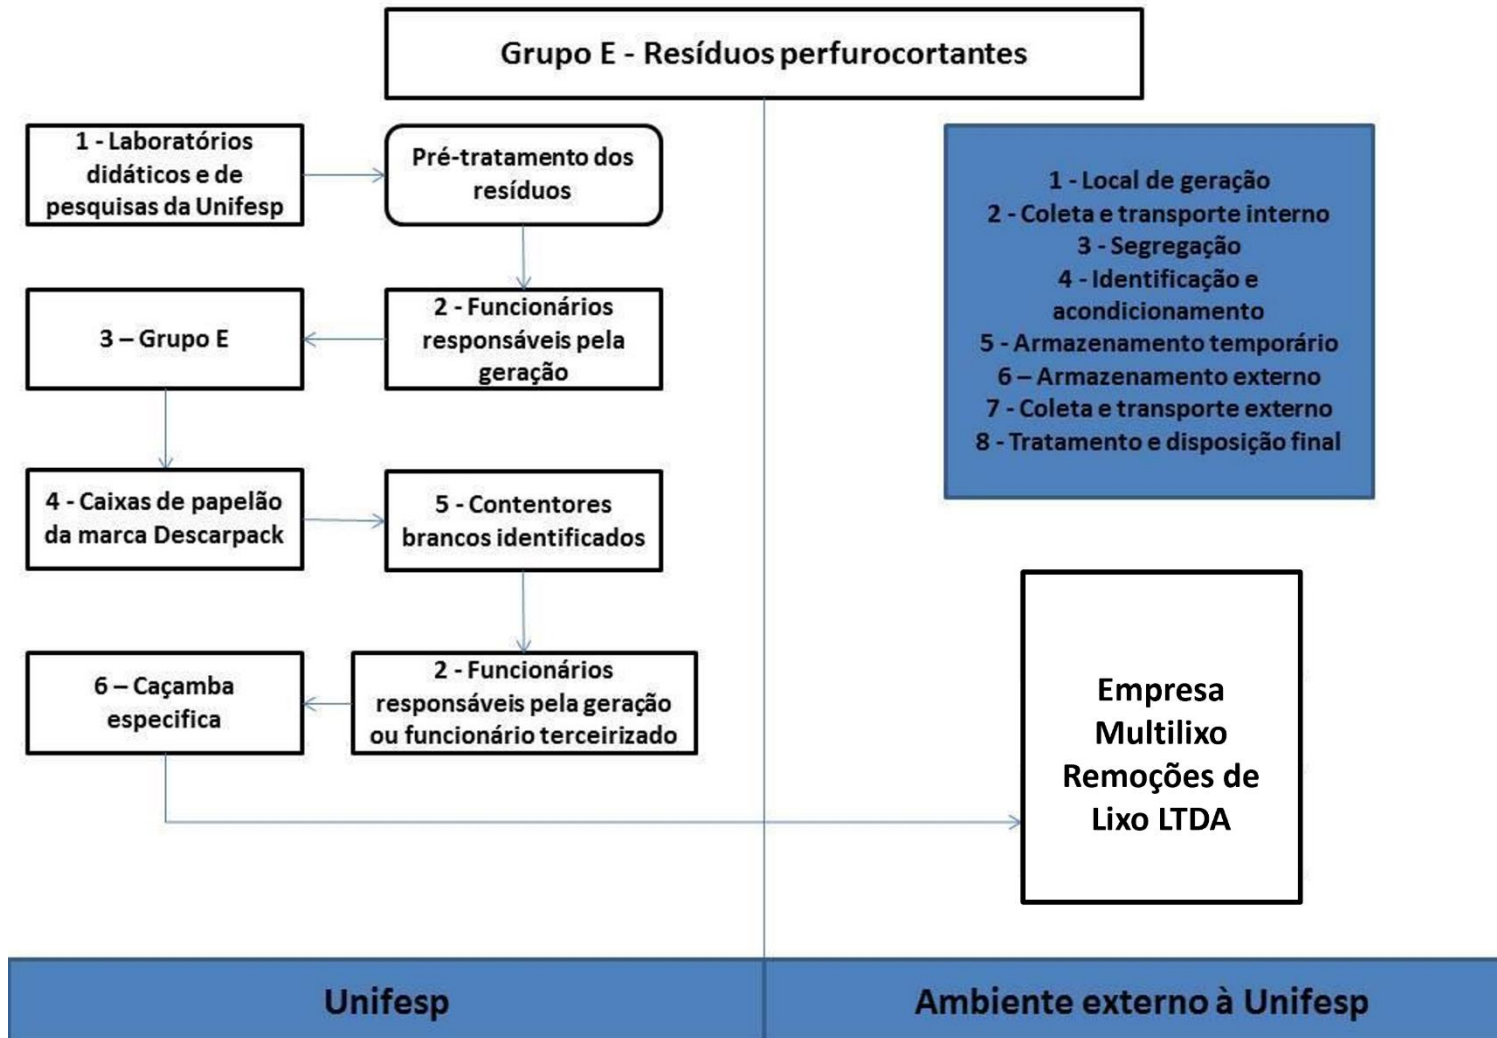 Grupo E - Resíduos perfurocortantes
1 - Laboratórios
didáticos e de
pesquisas da Unifesp
Pré-tratamento dos
resíduos
2 - Funcionários
responsáveis pela
geração
3 – Grupo E
4 - Caixas de papelão
da marca Descarpack
5 - Contentores
brancos identificados
2 - Funcionários
responsáveis pela geração
ou funcionário terceirizado
6 – Caçamba
especifica
1 - Local de geração
2 - Coleta e transporte interno
3 - Segregação
4 - Identificação e
acondicionamento
5 - Armazenamento temporário
6 – Armazenamento externo
7 - Coleta e transporte externo
8 - Tratamento e disposição final
Empresa
Multilixo
Remoções de
Lixo LTDA
Unifesp
Ambiente externo à Unifesp